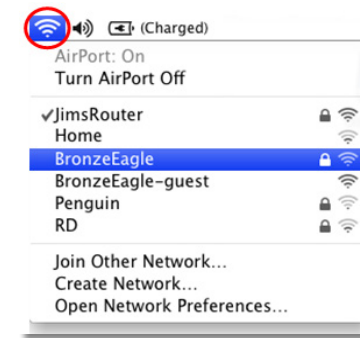 (Charged)
AirPort: On
Turn AirPort Off
✓JimsRouter
Home
BronzeEagle
BronzeEagle-guest
Penguin
RD
Join Other Network...
Create Network...
Open Network Preferences...